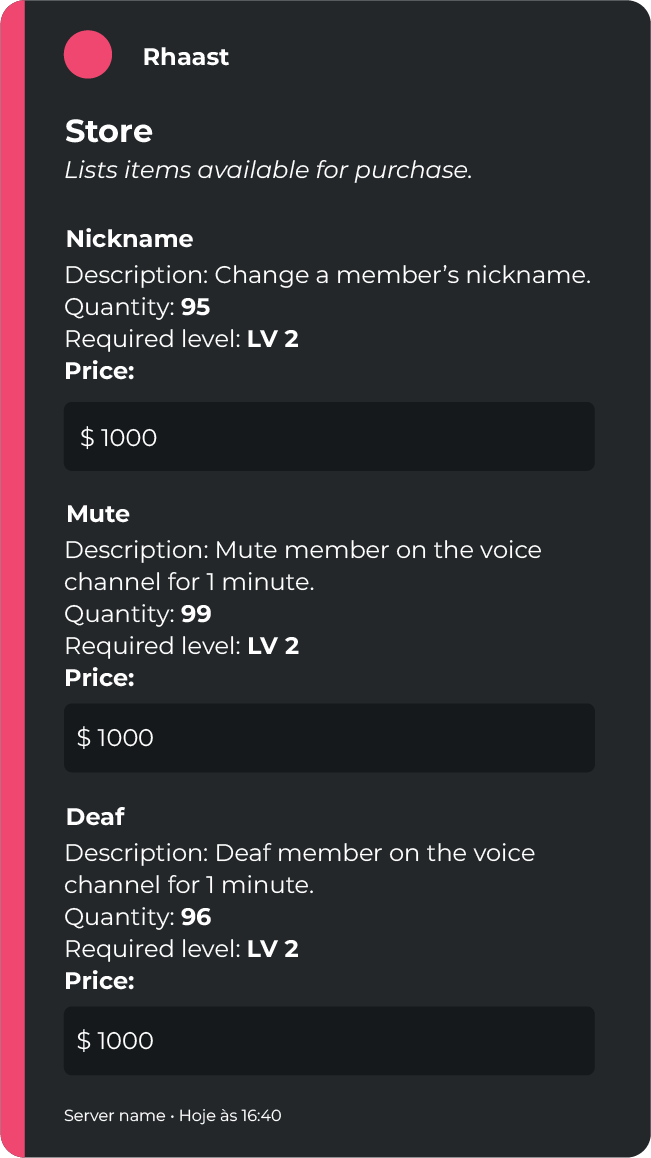 Rhaast
Store
Lists items available for purchase.
Nickname
Description: Change a member’s nickname.
Quantity: 95
Required level: LV 2
Price:
$ 1000
Mute
Description: Mute member on the voice
channel for 1 minute.
Quantity: 99
Required level: LV 2
Price:
$ 1000
Deaf
Description: Deaf member on the voice
channel for 1 minute.
Quantity: 96
Required level: LV 2
Price:
$ 1000
Server name • Hoje às 16:40